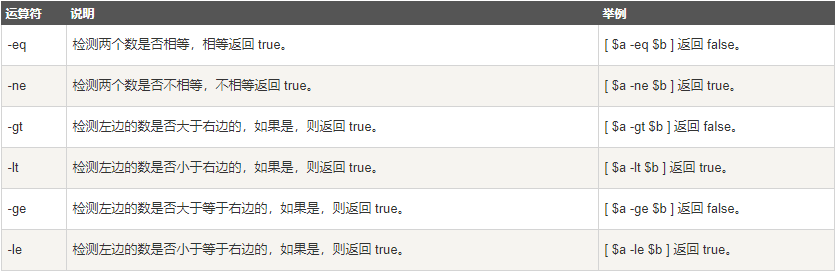 运算符 说明 举例
-eq 检测两个数是否相等，相等返回 true。 [ $a -eq $b ] 返回 false。
-ne 检测两个数是否不相等，不相等返回 true。 [ $a -ne $b ] 返回 true。
-gt 检测左边的数是否大于右边的，如果是，则返回 true。 [ $a -gt $b ] 返回 false。
-lt 检测左边的数是否小于右边的，如果是，则返回 true。 [ $a -lt $b ] 返回 true。
-ge 检测左边的数是否大于等于右边的，如果是，则返回 true。 [ $a -ge $b ] 返回 false。
-le 检测左边的数是否小于等于右边的，如果是，则返回 true。 [ $a -le $b ] 返回 true。